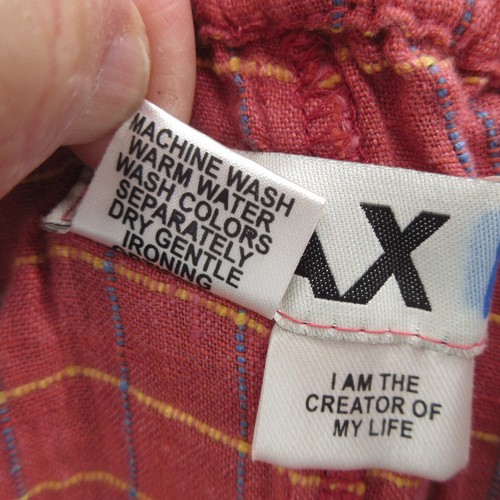 MACHINE WASH
WARM WATER
WASH COLORS
SEPARATELY
DRY GENTLE
IRONING
AX
I AM THE
CREATOR OF
MY LIFE